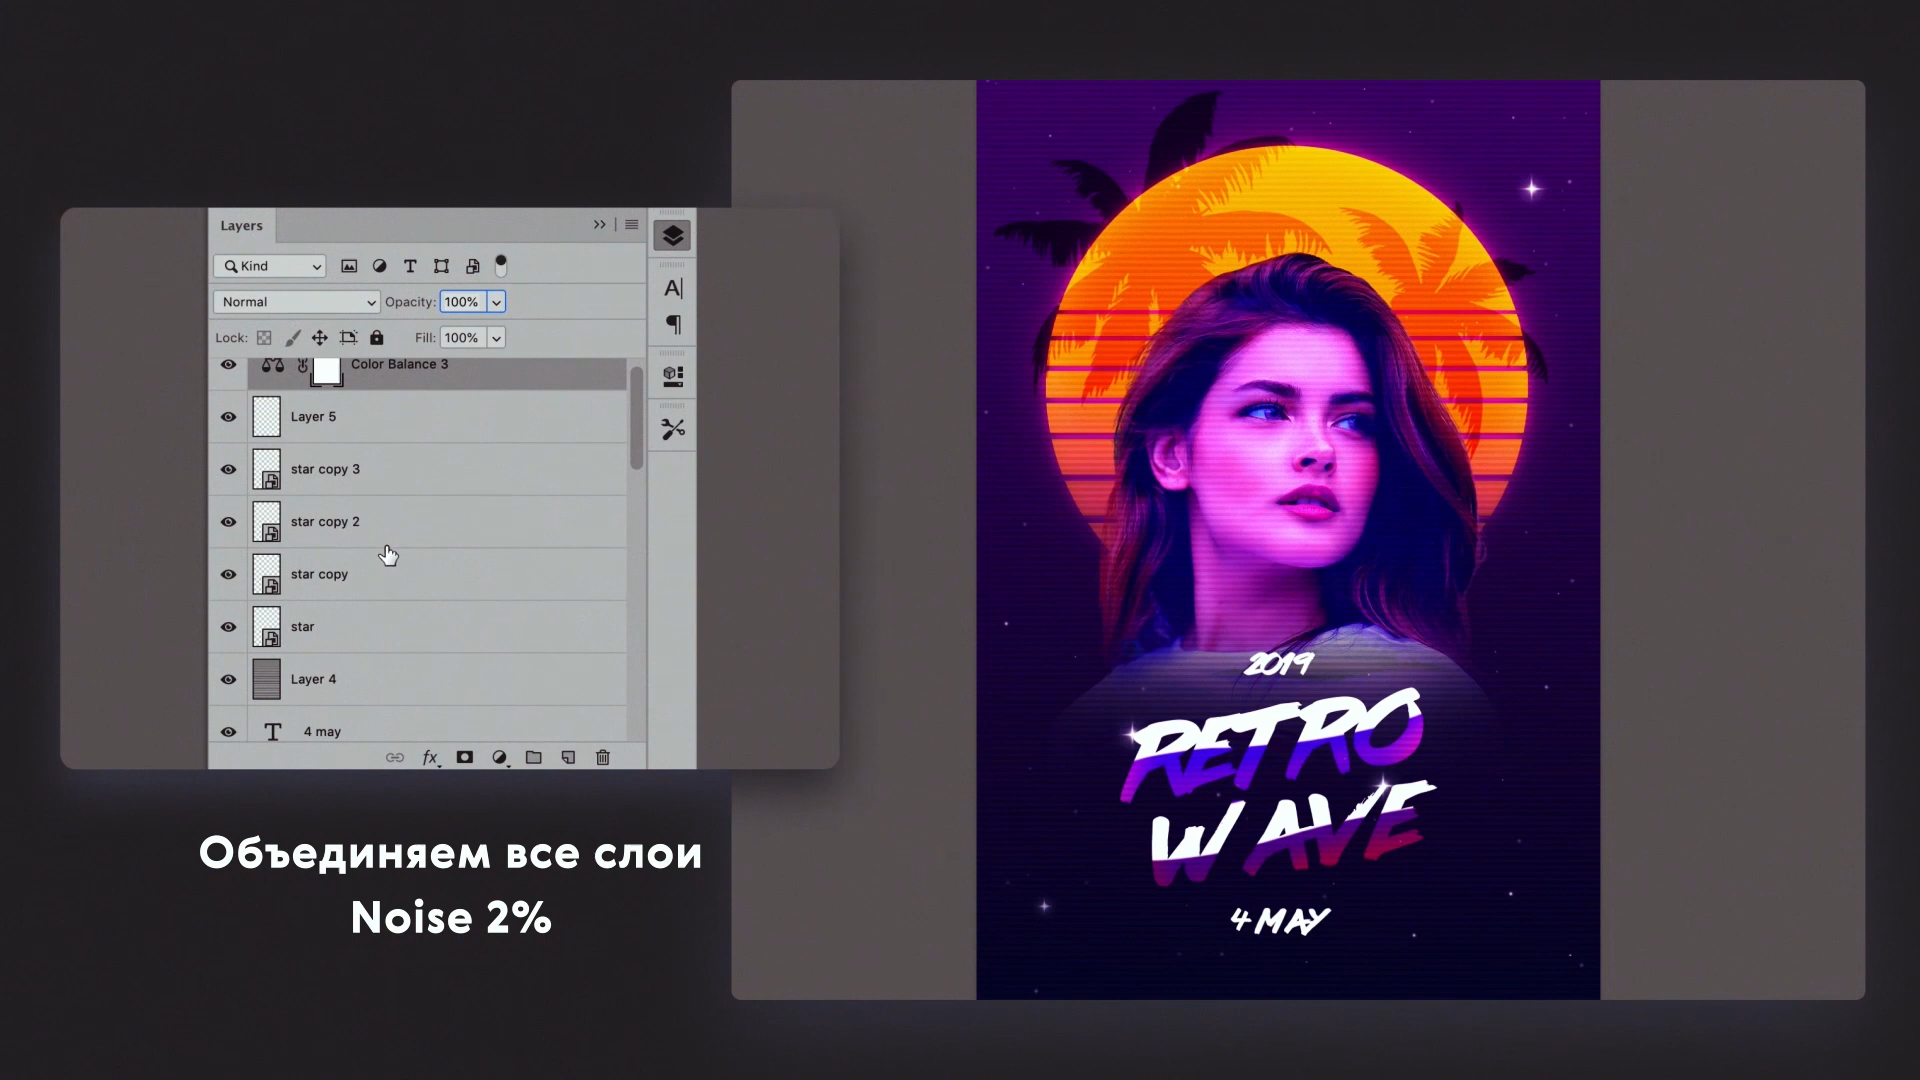 Layers
Kind
Normal
Opacity: 100%
Lock:
Fill: 100%
Color Balance 3
Layer 5
star copy 3
star copy 2
star copy
star
Layer 4
T 4 may
fx
Объединяем все слои
Noise 2%
2019
RETRO
WAVE
4 MAY